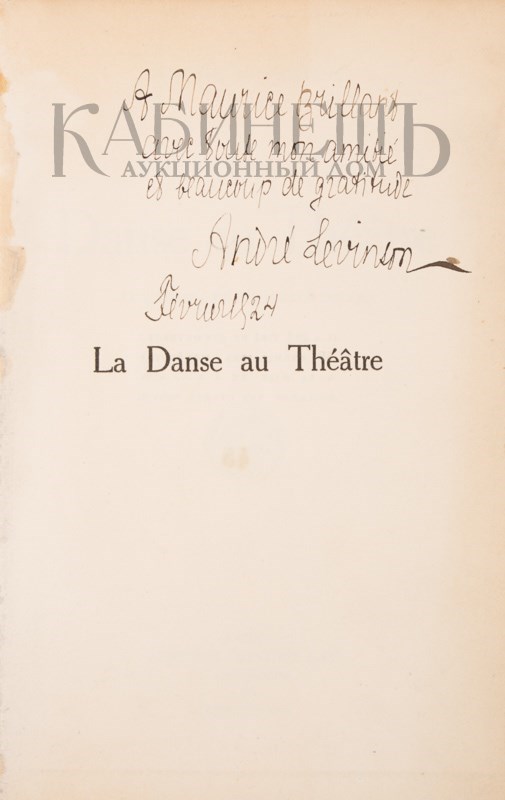 A Maurice Brillant
avec toute mon amitié
et beaucoup de gratitude
André Levinson
Février 1924
La Danse au Théâtre
КАБИНЕТЪ
АУКЦИОННЫЙ ДОМ